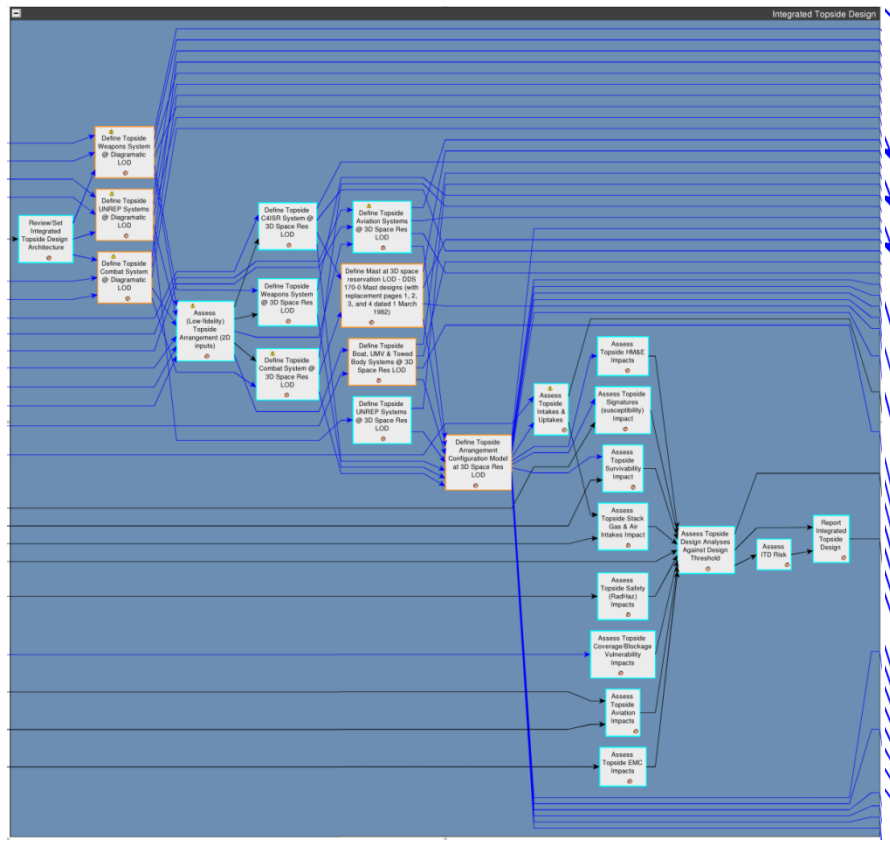 Integrated Topside Design
Define Topside
Weapons System
@ Diagramatic
LOD
Define Topside
UNREP Systems
@ Diagramatic
LOD
Review/Set
Integrated
Topside Design
Architecture
Define Topside
Combat System @
Diagramatic LOD
Assess
(Low-fidelity)
Topside
Arrangement (2D
inputs)
Define Topside
C4ISR System @
3D Space Res
LOD
Define Topside
Weapons System
@ 3D Space Res
LOD
Define Topside
Combat System @
3D Space Res
LOD
Define Topside
Aviation Systems
@ 3D Space Res
LOD
Define Mast at 3D space
reservation LOD - DDS
170-0 Mast designs (with
replacement pages 1, 2,
3, and 4 dated 1 March
1982)
Define Topside
Boat, UMV & Towed
Body Systems @ 3D
Space Res LOD
Define Topside
UNREP Systems
@ 3D Space Res
LOD
Define Topside
Arrangement
Configuration Model
at 3D Space Res
LOD
Assess
Topside
Intakes &
Uptakes
Assess
Topside HM&E
Impacts
Assess Topside
Signatures
(susceptibility)
Impact
Assess
Topside
Survivability
Impact
Assess
Topside Stack
Gas & Air
Intakes Impact
Assess
Topside Safety
(RadHaz)
Impacts
Assess Topside
Coverage/Blockage
Vulnerability
Impacts
Assess
Topside
Aviation
Impacts
Assess
Topside EMC
Impacts
Assess Topside
Design Analyses
Against Design
Threshold
Assess
ITD Risk
Report
Integrated
Topside
Design